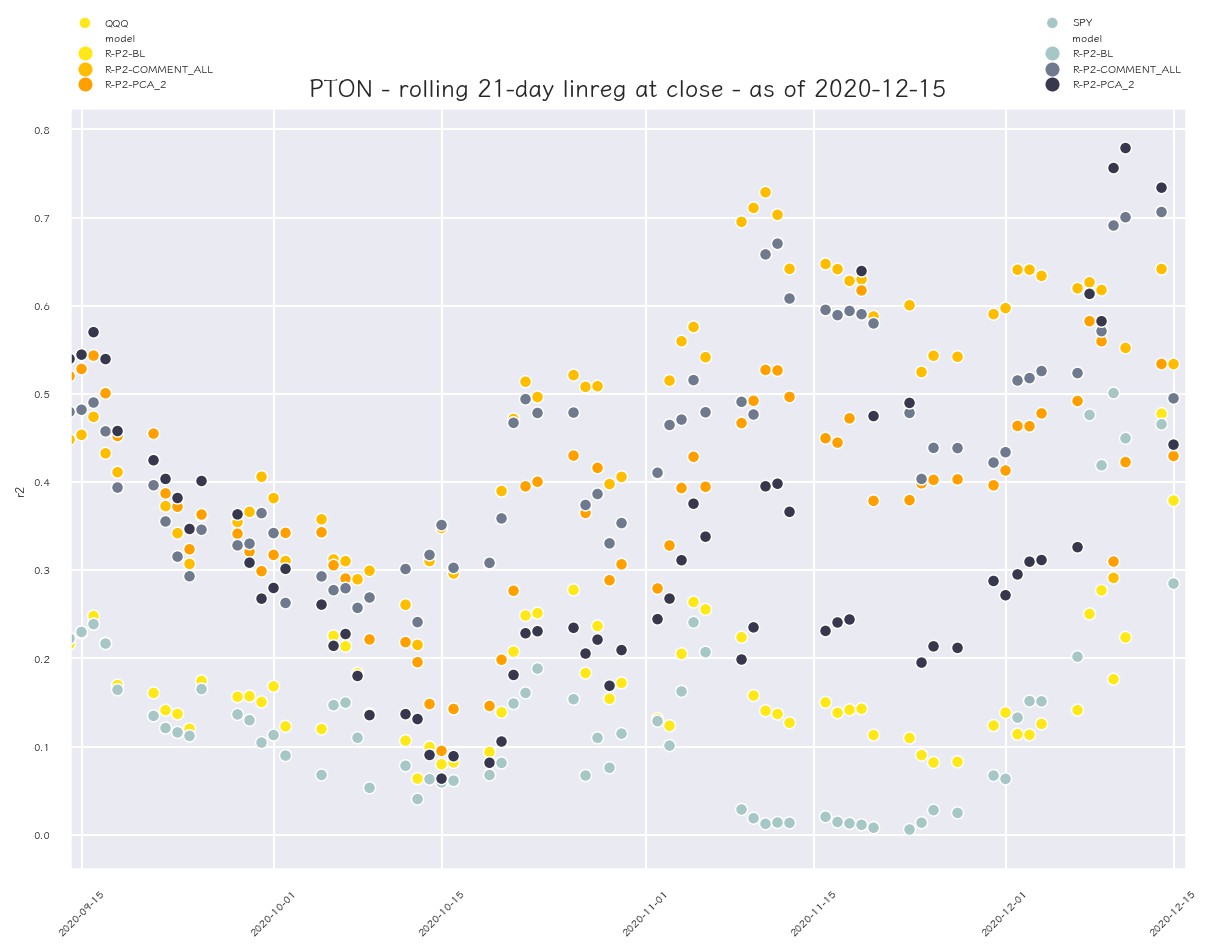 QQQ
model
R-P2-BL
R-P2-COMMENT_ALL
R-P2-PCA_2
SPY
model
R-P2-BL
R-P2-COMMENT_ALL
R-P2-PCA_2
PTON - rolling 21-day linreg at close - as of 2020-12-15
0.8
0.7
0.6
0.5
0.4
0.3
0.2
0.1
0.0
r2
2020-09-15
2020-10-01
2020-10-15
2020-11-01
2020-11-15
2020-12-01
2020-12-15